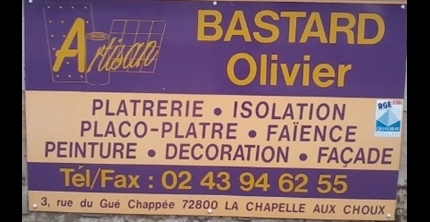 Artisan
BASTARD
Olivier
PLATRERIE • ISOLATION
PLACO-PLATRE • FAÏENCE
PEINTURE • DECORATION • FAÇADE
Tél/Fax : 02 43 94 62 55
3, rue du Gué Chappée 72800 LA CHAPELLE AUX CHOUX
RGE
QUALIBAT